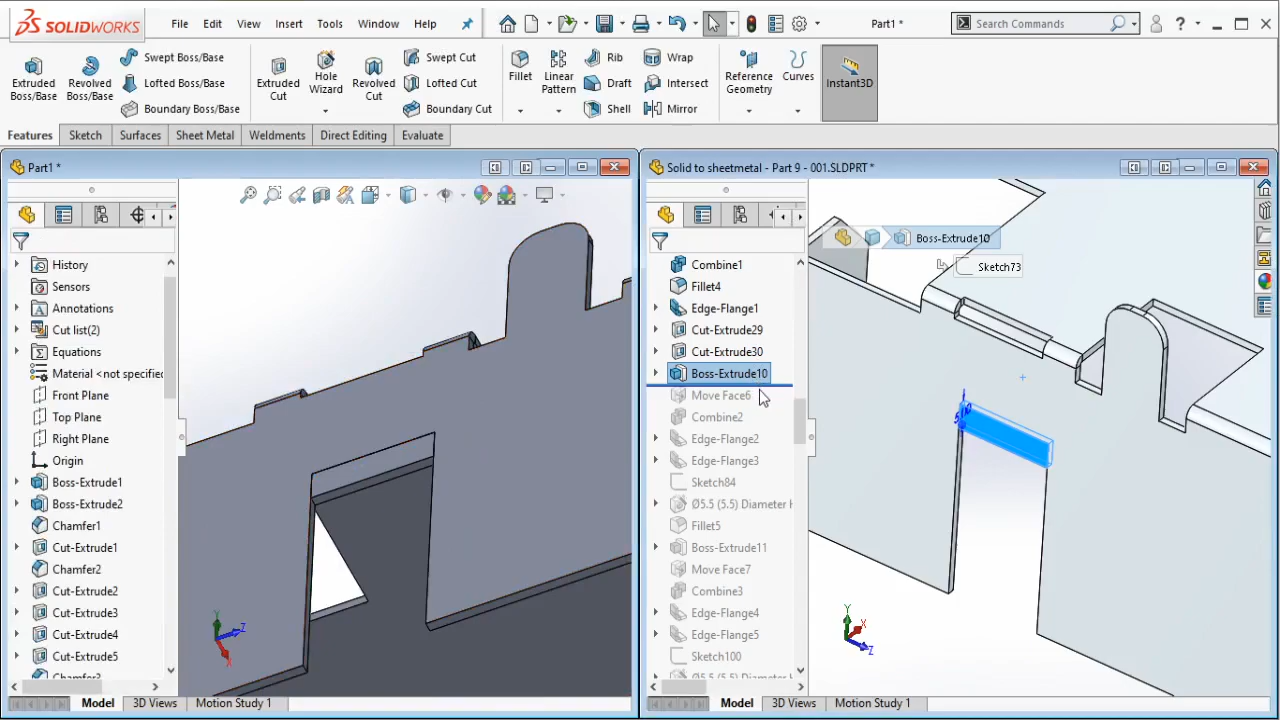 SOLIDWORKS
File Edit View Insert Tools Window Help
Part1 *
Search Commands
Extruded Boss/Base
Revolved Boss/Base
Swept Boss/Base
Lofted Boss/Base
Boundary Boss/Base
Extruded Cut
Hole Wizard
Revolved Cut
Swept Cut
Lofted Cut
Boundary Cut
Fillet
Linear Pattern
Rib
Draft
Shell
Wrap
Intersect
Mirror
Reference Geometry
Curves
Instant3D
Features Sketch Surfaces Sheet Metal Weldments Direct Editing Evaluate
Part1 *
History
Sensors
Annotations
Cut list(2)
Equations
Material <not specified
Front Plane
Top Plane
Right Plane
Origin
Boss-Extrude1
Boss-Extrude2
Chamfer1
Cut-Extrude1
Chamfer2
Cut-Extrude2
Cut-Extrude3
Cut-Extrude4
Cut-Extrude5
Y
Z
X
Model 3D Views Motion Study 1
Solid to sheetmetal - Part 9 - 001.SLDPRT *
Combine1
Fillet4
Edge-Flange1
Cut-Extrude29
Cut-Extrude30
Boss-Extrude10
Move Face6
Combine2
Edge-Flange2
Edge-Flange3
Sketch84
Ø5.5 (5.5) Diameter H
Fillet5
Boss-Extrude11
Move Face7
Combine3
Edge-Flange4
Edge-Flange5
Sketch100
Boss-Extrude10
Sketch73
Y
X
Z
Model 3D Views Motion Study 1